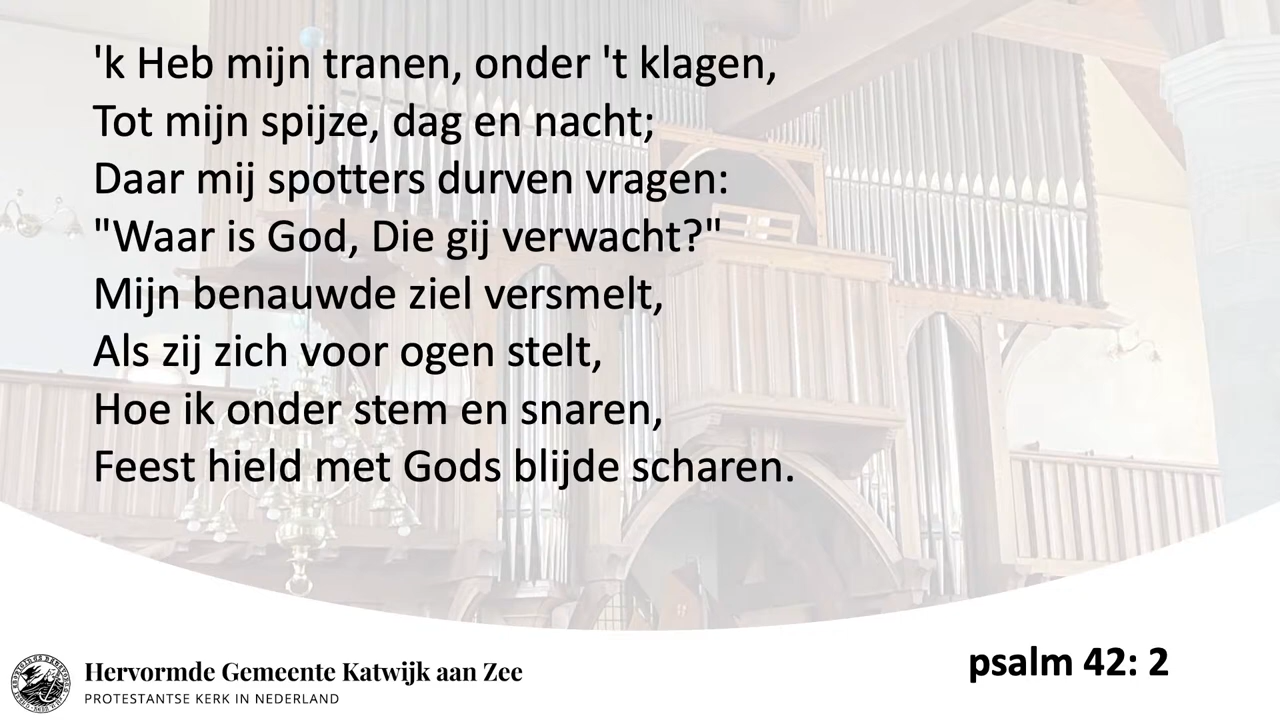 'k Heb mijn tranen, onder 't klagen,
Tot mijn spijze, dag en nacht;
Daar mij spotters durven vragen:
"Waar is God, Die gij verwacht?"
Mijn benauwde ziel versmelt,
Als zij zich voor ogen stelt,
Hoe ik onder stem en snaren,
Feest hield met Gods blijde scharen.
psalm 42: 2
Hervormde Gemeente Katwijk aan Zee
PROTESTANTSE KERK IN NEDERLAND